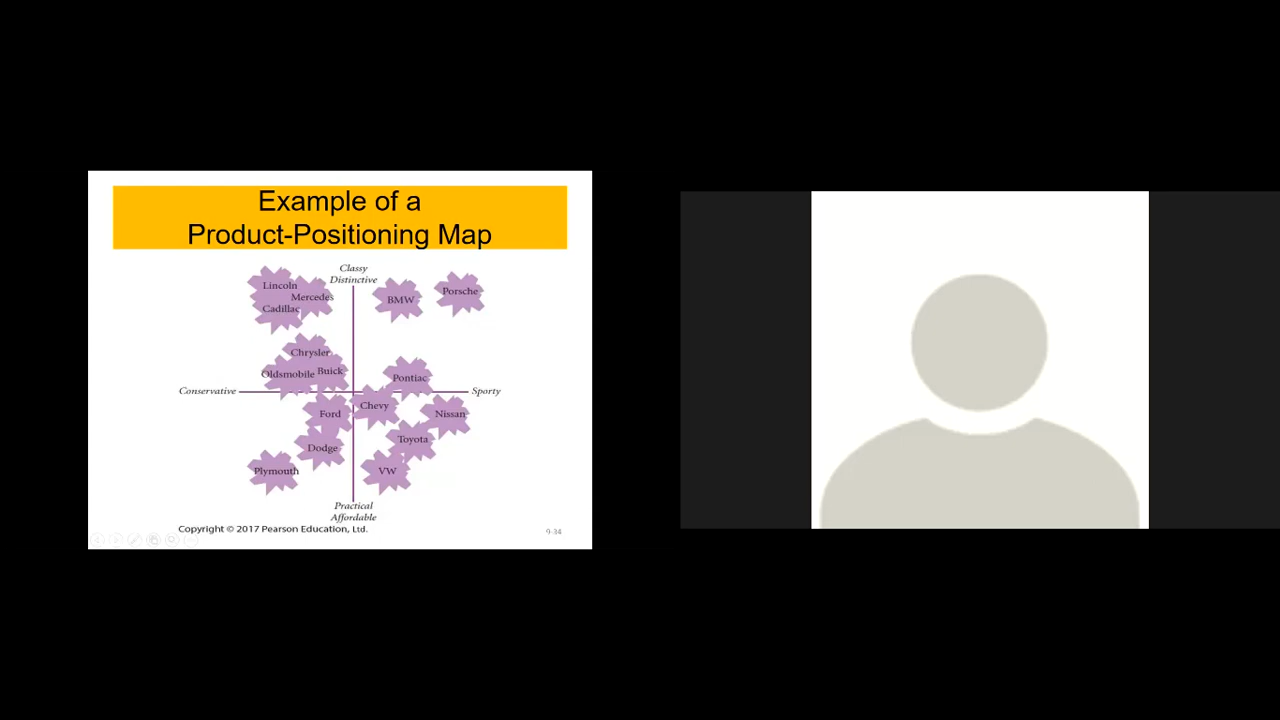 Example of a
Product-Positioning Map
Classy
Distinctive
Lincoln
Mercedes
Cadillac
BMW
Porsche
Chrysler
Oldsmobile
Buick
Pontiac
Conservative
Sporty
Chevy
Ford
Nissan
Toyota
Dodge
Plymouth
VW
Practical
Affordable
Copyright © 2017 Pearson Education, Ltd.
9-34